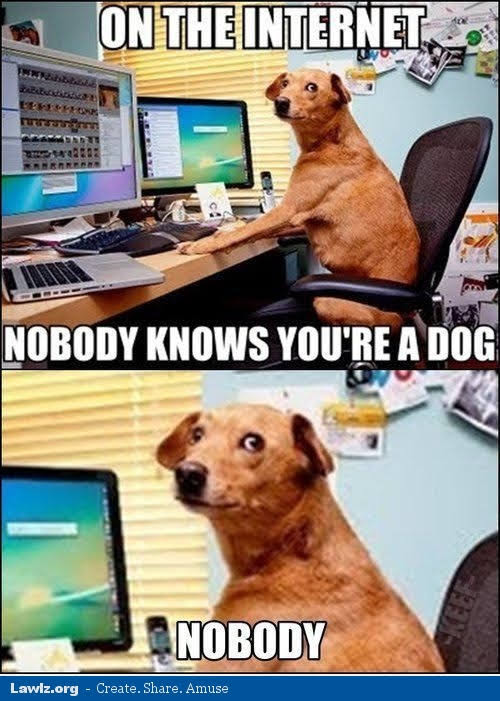 ON THE INTERNET
NOBODY KNOWS YOU'RE A DOG
NOBODY
Lawlz.org - Create. Share. Amuse